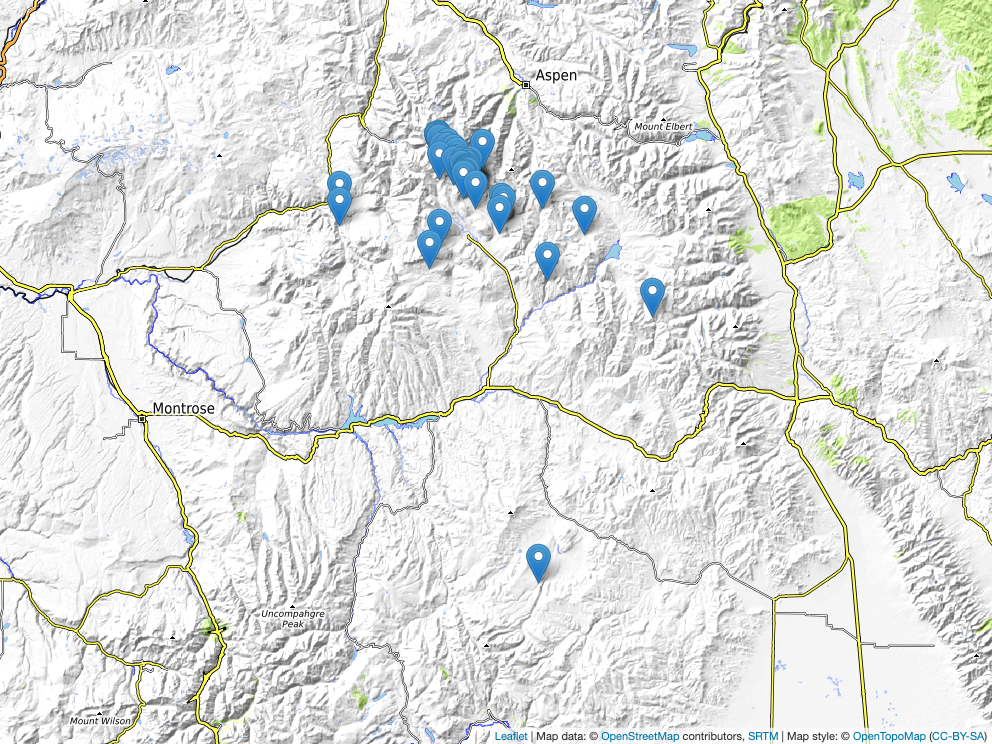 Aspen
Mount Elbert
Montrose
Uncompahgre
Peak
Mount Wilson
Leaflet | Map data: © OpenStreetMap contributors, SRTM | Map style: © OpenTopoMap (CC-BY-SA)